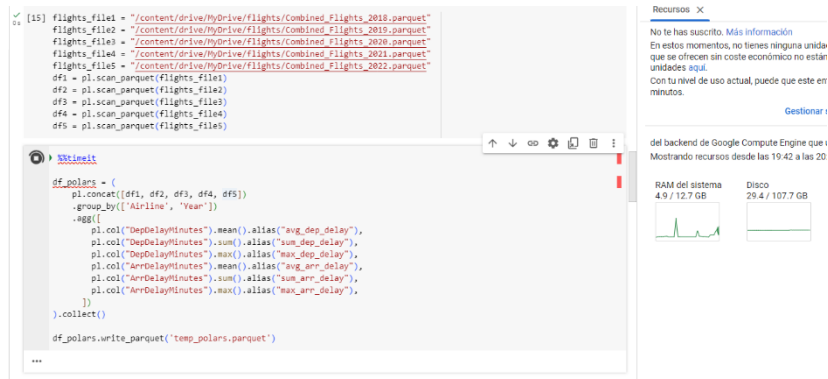 [15] flights_file1 = "/content/drive/MyDrive/flights/Combined_Flights_2018.parquet"
flights_file2 = "/content/drive/MyDrive/flights/Combined_Flights_2019.parquet"
flights_file3 = "/content/drive/MyDrive/flights/Combined_Flights_2020.parquet"
flights_file4 = "/content/drive/MyDrive/flights/Combined_Flights_2021.parquet"
flights_file5 = "/content/drive/MyDrive/flights/Combined_Flights_2022.parquet"
df1 = pl.scan_parquet(flights_file1)
df2 = pl.scan_parquet(flights_file2)
df3 = pl.scan_parquet(flights_file3)
df4 = pl.scan_parquet(flights_file4)
df5 = pl.scan_parquet(flights_file5)
%%timeit
df_polars = (
pl.concat([df1, df2, df3, df4, df5])
.group_by(['Airline', 'Year'])
.agg([
pl.col("DepDelayMinutes").mean().alias("avg_dep_delay"),
pl.col("DepDelayMinutes").sum().alias("sum_dep_delay"),
pl.col("DepDelayMinutes").max().alias("max_dep_delay"),
pl.col("ArrDelayMinutes").mean().alias("avg_arr_delay"),
pl.col("ArrDelayMinutes").sum().alias("sum_arr_delay"),
pl.col("ArrDelayMinutes").max().alias("max_arr_delay"),
])
).collect()
df_polars.write_parquet('temp_polars.parquet')
...
Recursos
No te has suscrito. Más información
En estos momentos, no tienes ninguna unidad
que se ofrecen sin coste económico no están
unidades aquí.
Con tu nivel de uso actual, puede que este en
minutos.
Gestionar s
del backend de Google Compute Engine que u
Mostrando recursos desde las 19:42 a las 20:
RAM del sistema
4.9 / 12.7 GB
Disco
29.4 / 107.7 GB